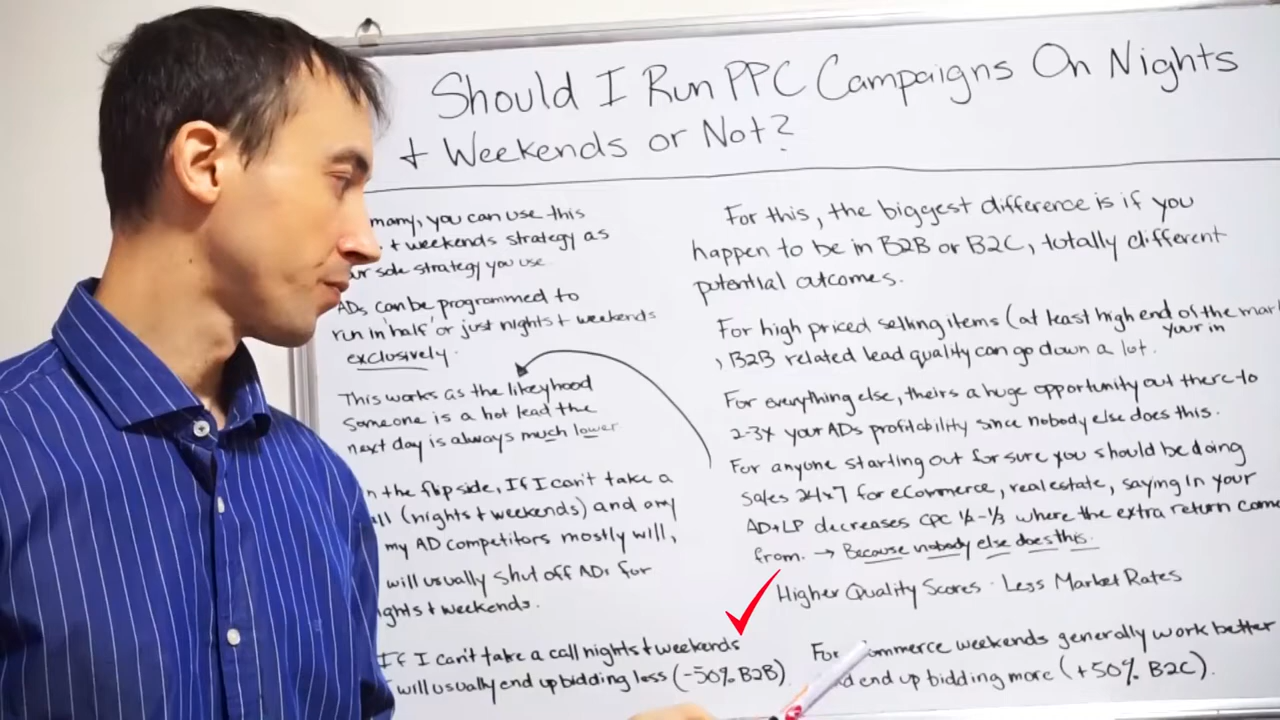 Should I Run PPC Campaigns On Nights
+ Weekends or Not?
many, you can use this
+ weekends strategy as
sole strategy you use
ADs can be programmed to
run in 'half' or just nights + weekends
exclusively.
This works as the likeyhood
Someone is a hot lead the
next day is always much lower
the flipside, If I can't take a
(nights + weekends) and any
my AD competitors mostly will,
will usually shut off ADs for
+ weekends.
If I can't take a call nights + weekends
I will usually end up bidding less (-50% B2B)
For this, the biggest difference is if you
happen to be in B2B or B2C, totally different
potential outcomes.
For high priced selling items (at least high end of the
your in
, B2B related lead quality can go down a lot.
For everything else, theirs a huge opportunity out there to
2-3x your ADs profitability since nobody else does this.
For anyone starting out for sure you should be doing
Sales 24x7 for eCommerce, real estate, saying in your
AD+LP decreases CPC 1/2-1/3 where the extra return
from. → Because nobody else does this.
Higher Quality Scores · Less Market Rates
For weekends generally work better
end up bidding more (+50% B2C).